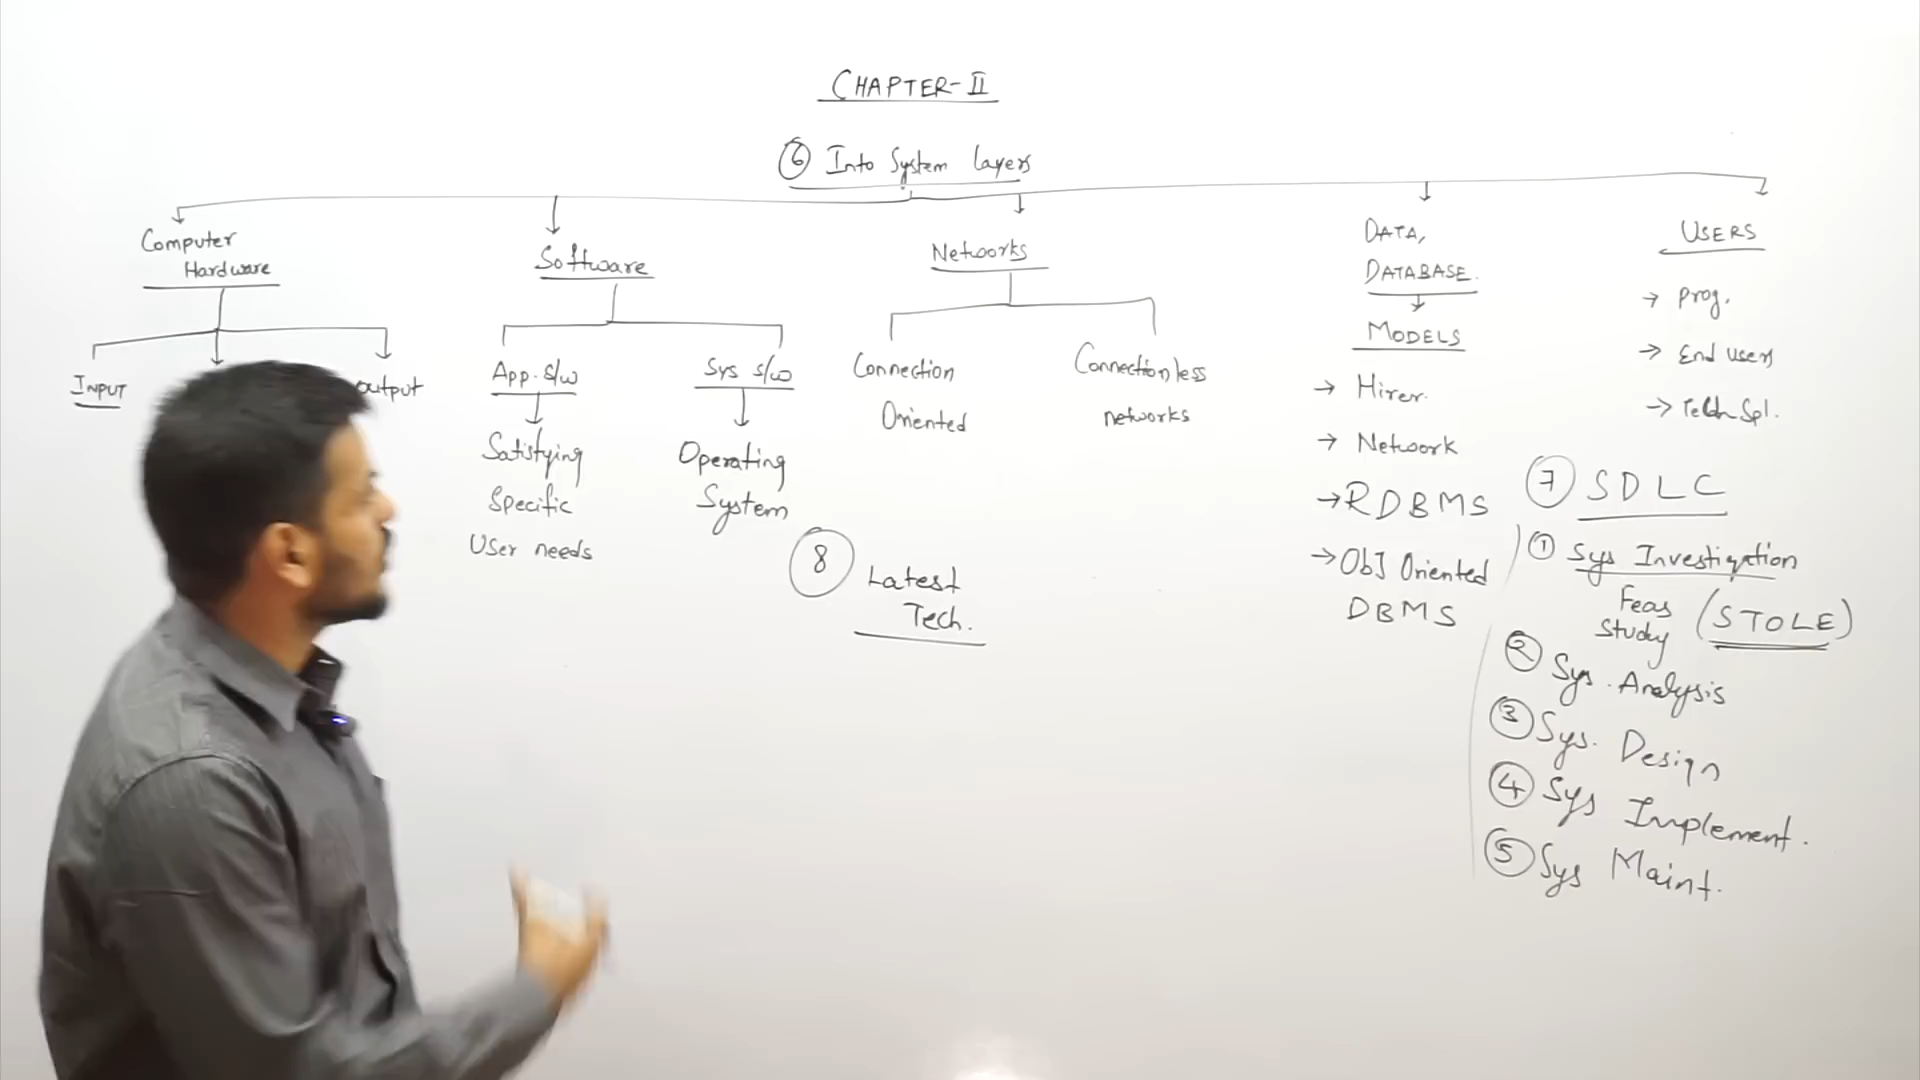 CHAPTER-II
6 Into System Layers
Computer
Hardware
INPUT
output
Software
App. s/w
Satisfying
Specific
User needs
Sys s/w
Operating
System
8 Latest
Tech.
Networks
Connection
Oriented
Connectionless
networks
DATA,
DATABASE.
MODELS
→ Hirer.
→ Network
→ RDBMS
→ Obj Oriented
DBMS
USERS
→ Prog.
→ End users
→ Tech Spl.
7 SDLC
1 Sys Investigation
Feas
Study (STOLE)
2 Sys. Analysis
3 Sys. Design
4 Sys Implement.
5 Sys Maint.